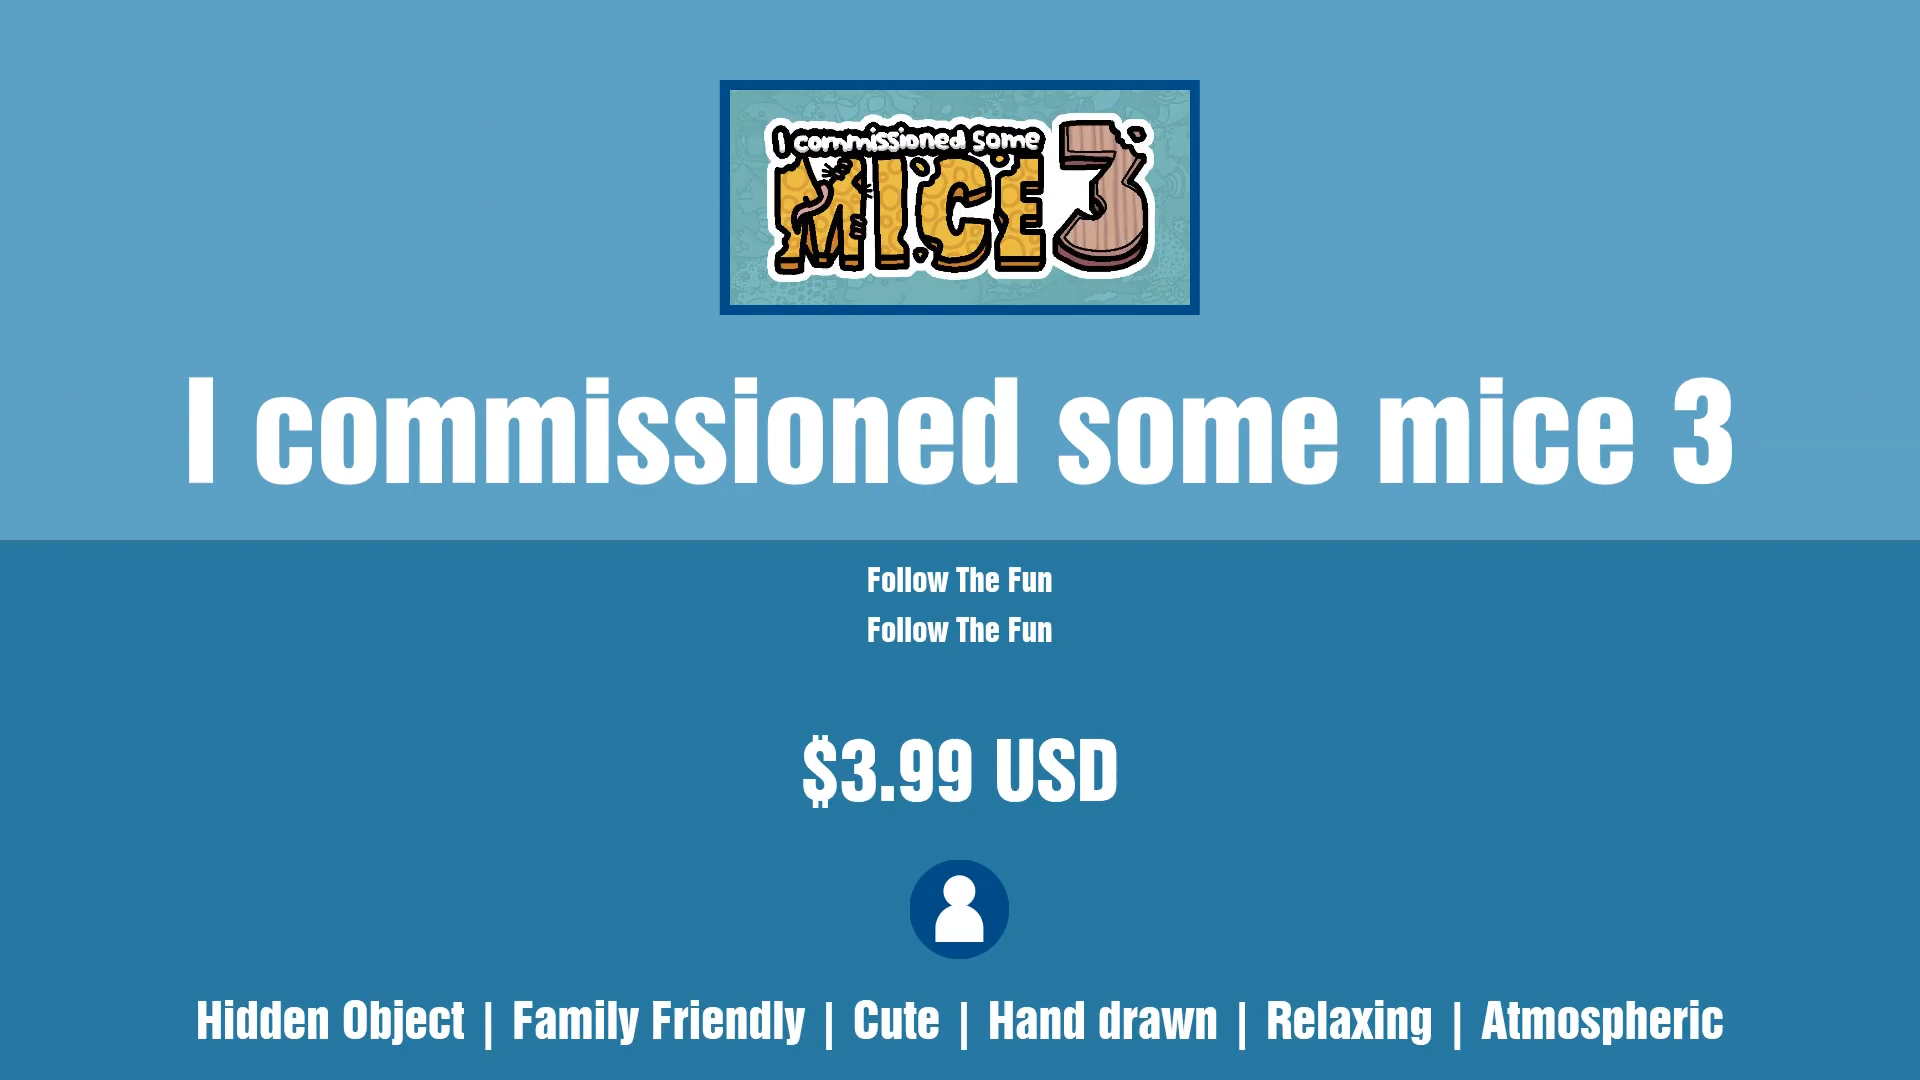 I commissioned some
MICE 3
I commissioned some mice 3
Follow The Fun
Follow The Fun
$3.99 USD
Hidden Object | Family Friendly | Cute | Hand drawn | Relaxing | Atmospheric